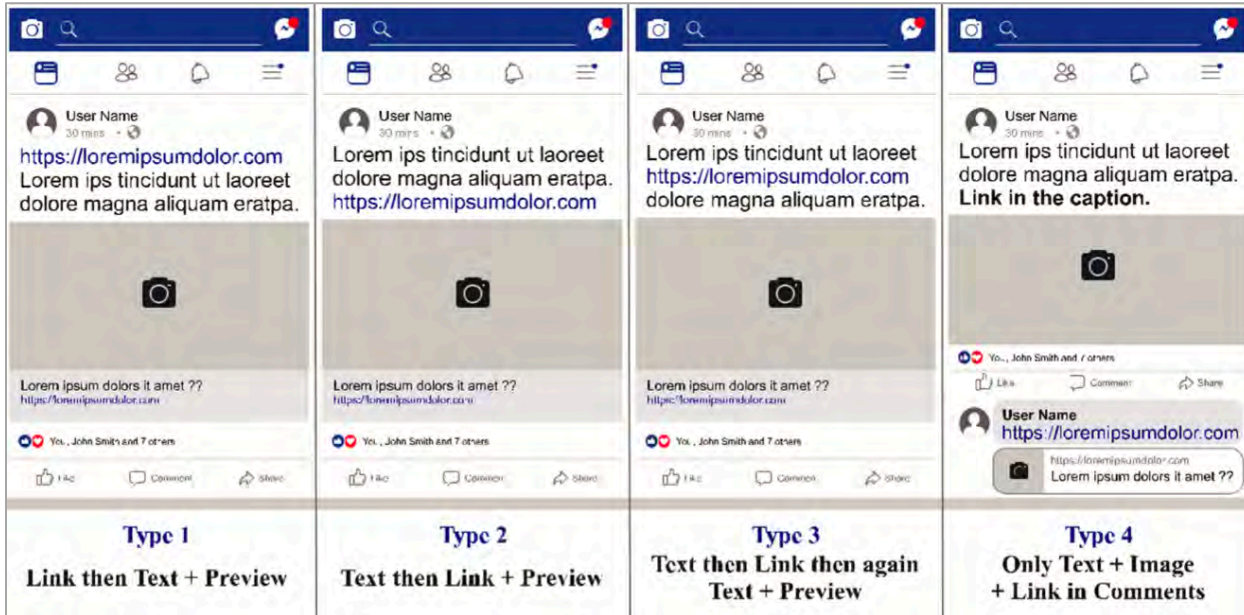 User Name
30 mins
https://loremipsumdolor.com
Lorem ips tincidunt ut laoreet
dolore magna aliquam eratpa.
Lorem ipsum dolors it amet ??
https://loremipsumdolor.com
You, John Smith and 7 others
Like Comment Share
Type 1
Link then Text + Preview
User Name
30 mins
Lorem ips tincidunt ut laoreet
dolore magna aliquam eratpa.
https://loremipsumdolor.com
Lorem ipsum dolors it amet ??
https://loremipsumdolor.com
You, John Smith and 7 others
Like Comment Share
Type 2
Text then Link + Preview
User Name
30 mins
Lorem ips tincidunt ut laoreet
https://loremipsumdolor.com
dolore magna aliquam eratpa.
Lorem ipsum dolors it amet ??
https://loremipsumdolor.com
You, John Smith and 7 others
Like Comment Share
Type 3
Text then Link then again
Text + Preview
User Name
30 mins
Lorem ips tincidunt ut laoreet
dolore magna aliquam eratpa.
Link in the caption.
You, John Smith and 7 others
Like Comment Share
User Name
https://loremipsumdolor.com
https://loremipsumdolor.com
Lorem ipsum dolors it amet ??
Type 4
Only Text + Image
+ Link in Comments